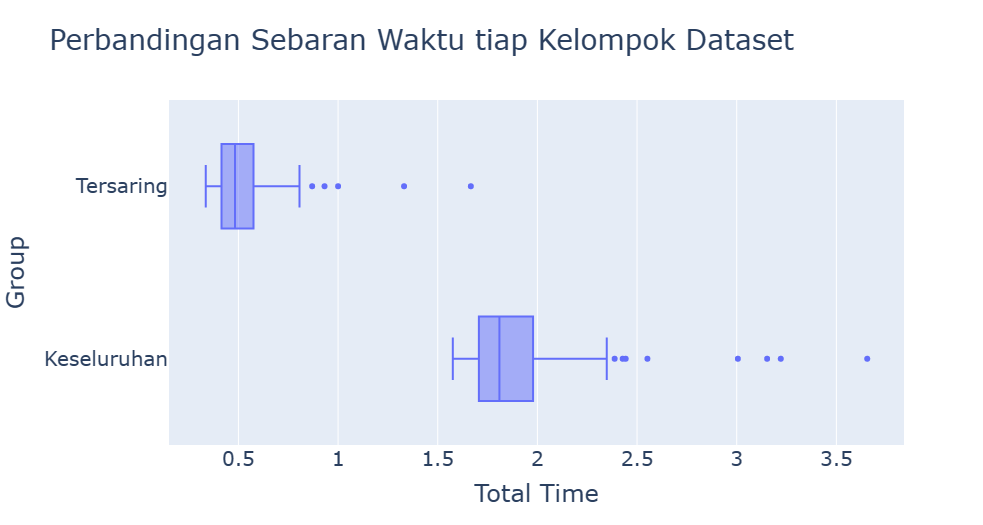 Perbandingan Sebaran Waktu tiap Kelompok Dataset
Group
Tersaring
Keseluruhan
0.5 1 1.5 2 2.5 3 3.5
Total Time